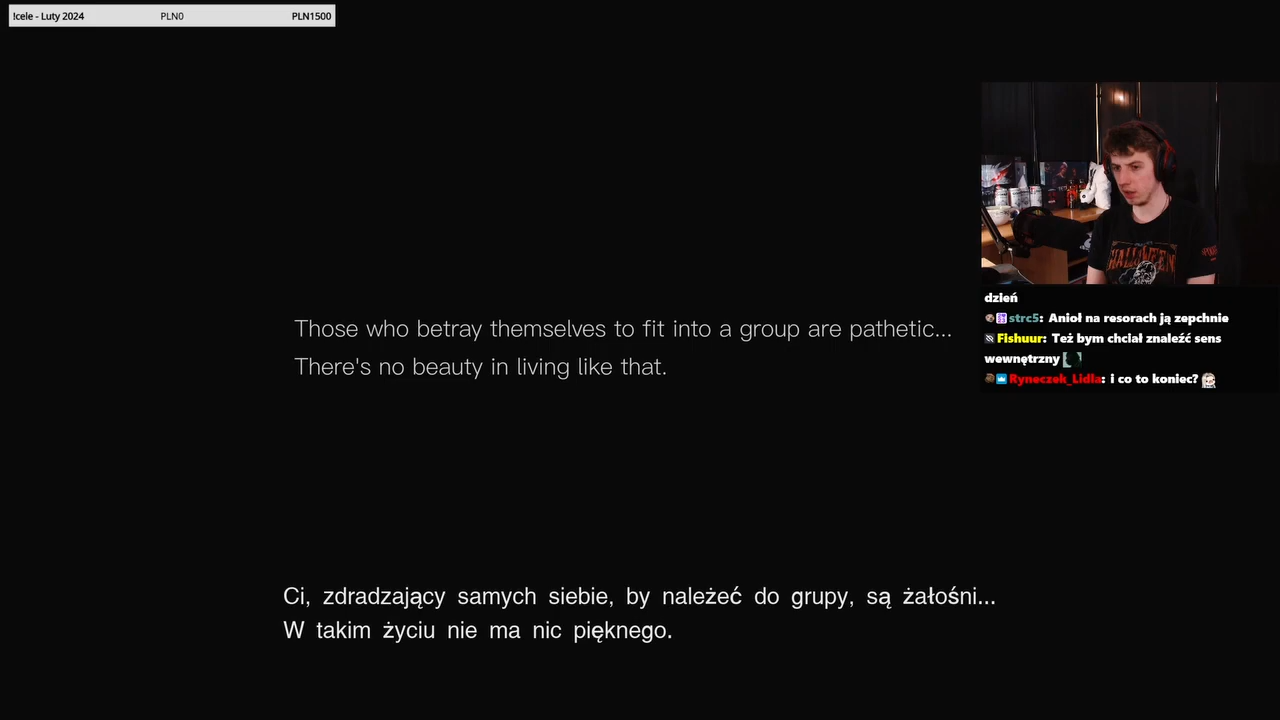 !cele - Luty 2024 PLN0 PLN1500
dzień
strc5: Anioł na resorach ją zepchnie
Fishuur: Też bym chciał znaleźć sens
wewnętrzny
Ryneczek_Lidla: i co to koniec?
Those who betray themselves to fit into a group are pathetic...
There's no beauty in living like that.
Ci, zdradzający samych siebie, by należeć do grupy, są żałośni...
W takim życiu nie ma nic pięknego.
HALLOWEEN